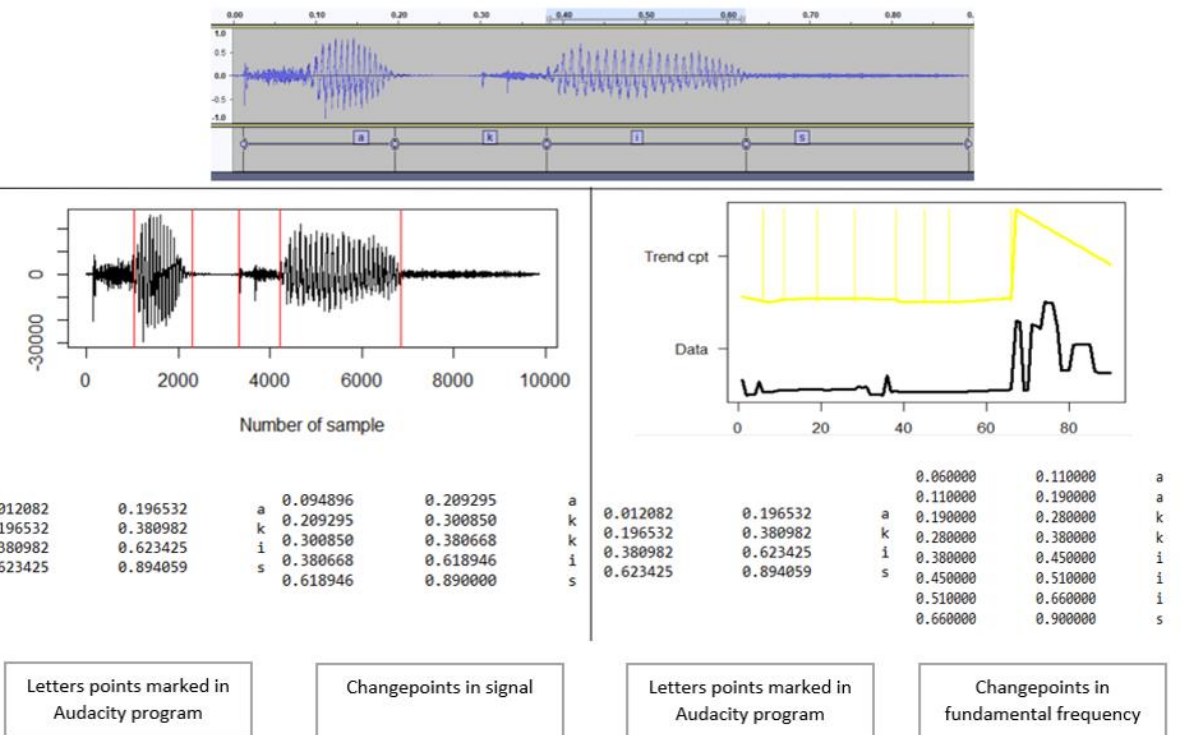 0.00 0.10 0.20 0.30 0.40 0.50 0.60 0.70 0.80 0.
1.0
0.5
0.0
-0.5
-1.0
a k i s
0
-30000
0 2000 4000 6000 8000 10000
Number of sample
Trend cpt
Data
0 20 40 60 80
012082 0.196532 a
196532 0.380982 k
380982 0.623425 i
623425 0.894059 s
0.094896 0.209295 a
0.209295 0.300850 k
0.300850 0.380668 k
0.380668 0.618946 i
0.618946 0.890000 s
0.012082 0.196532 a
0.196532 0.380982 k
0.380982 0.623425 i
0.623425 0.894059 s
0.060000 0.110000 a
0.110000 0.190000 a
0.190000 0.280000 k
0.280000 0.380000 k
0.380000 0.450000 i
0.450000 0.510000 i
0.510000 0.660000 i
0.660000 0.900000 s
Letters points marked in
Audacity program
Changepoints in signal
Letters points marked in
Audacity program
Changepoints in
fundamental frequency